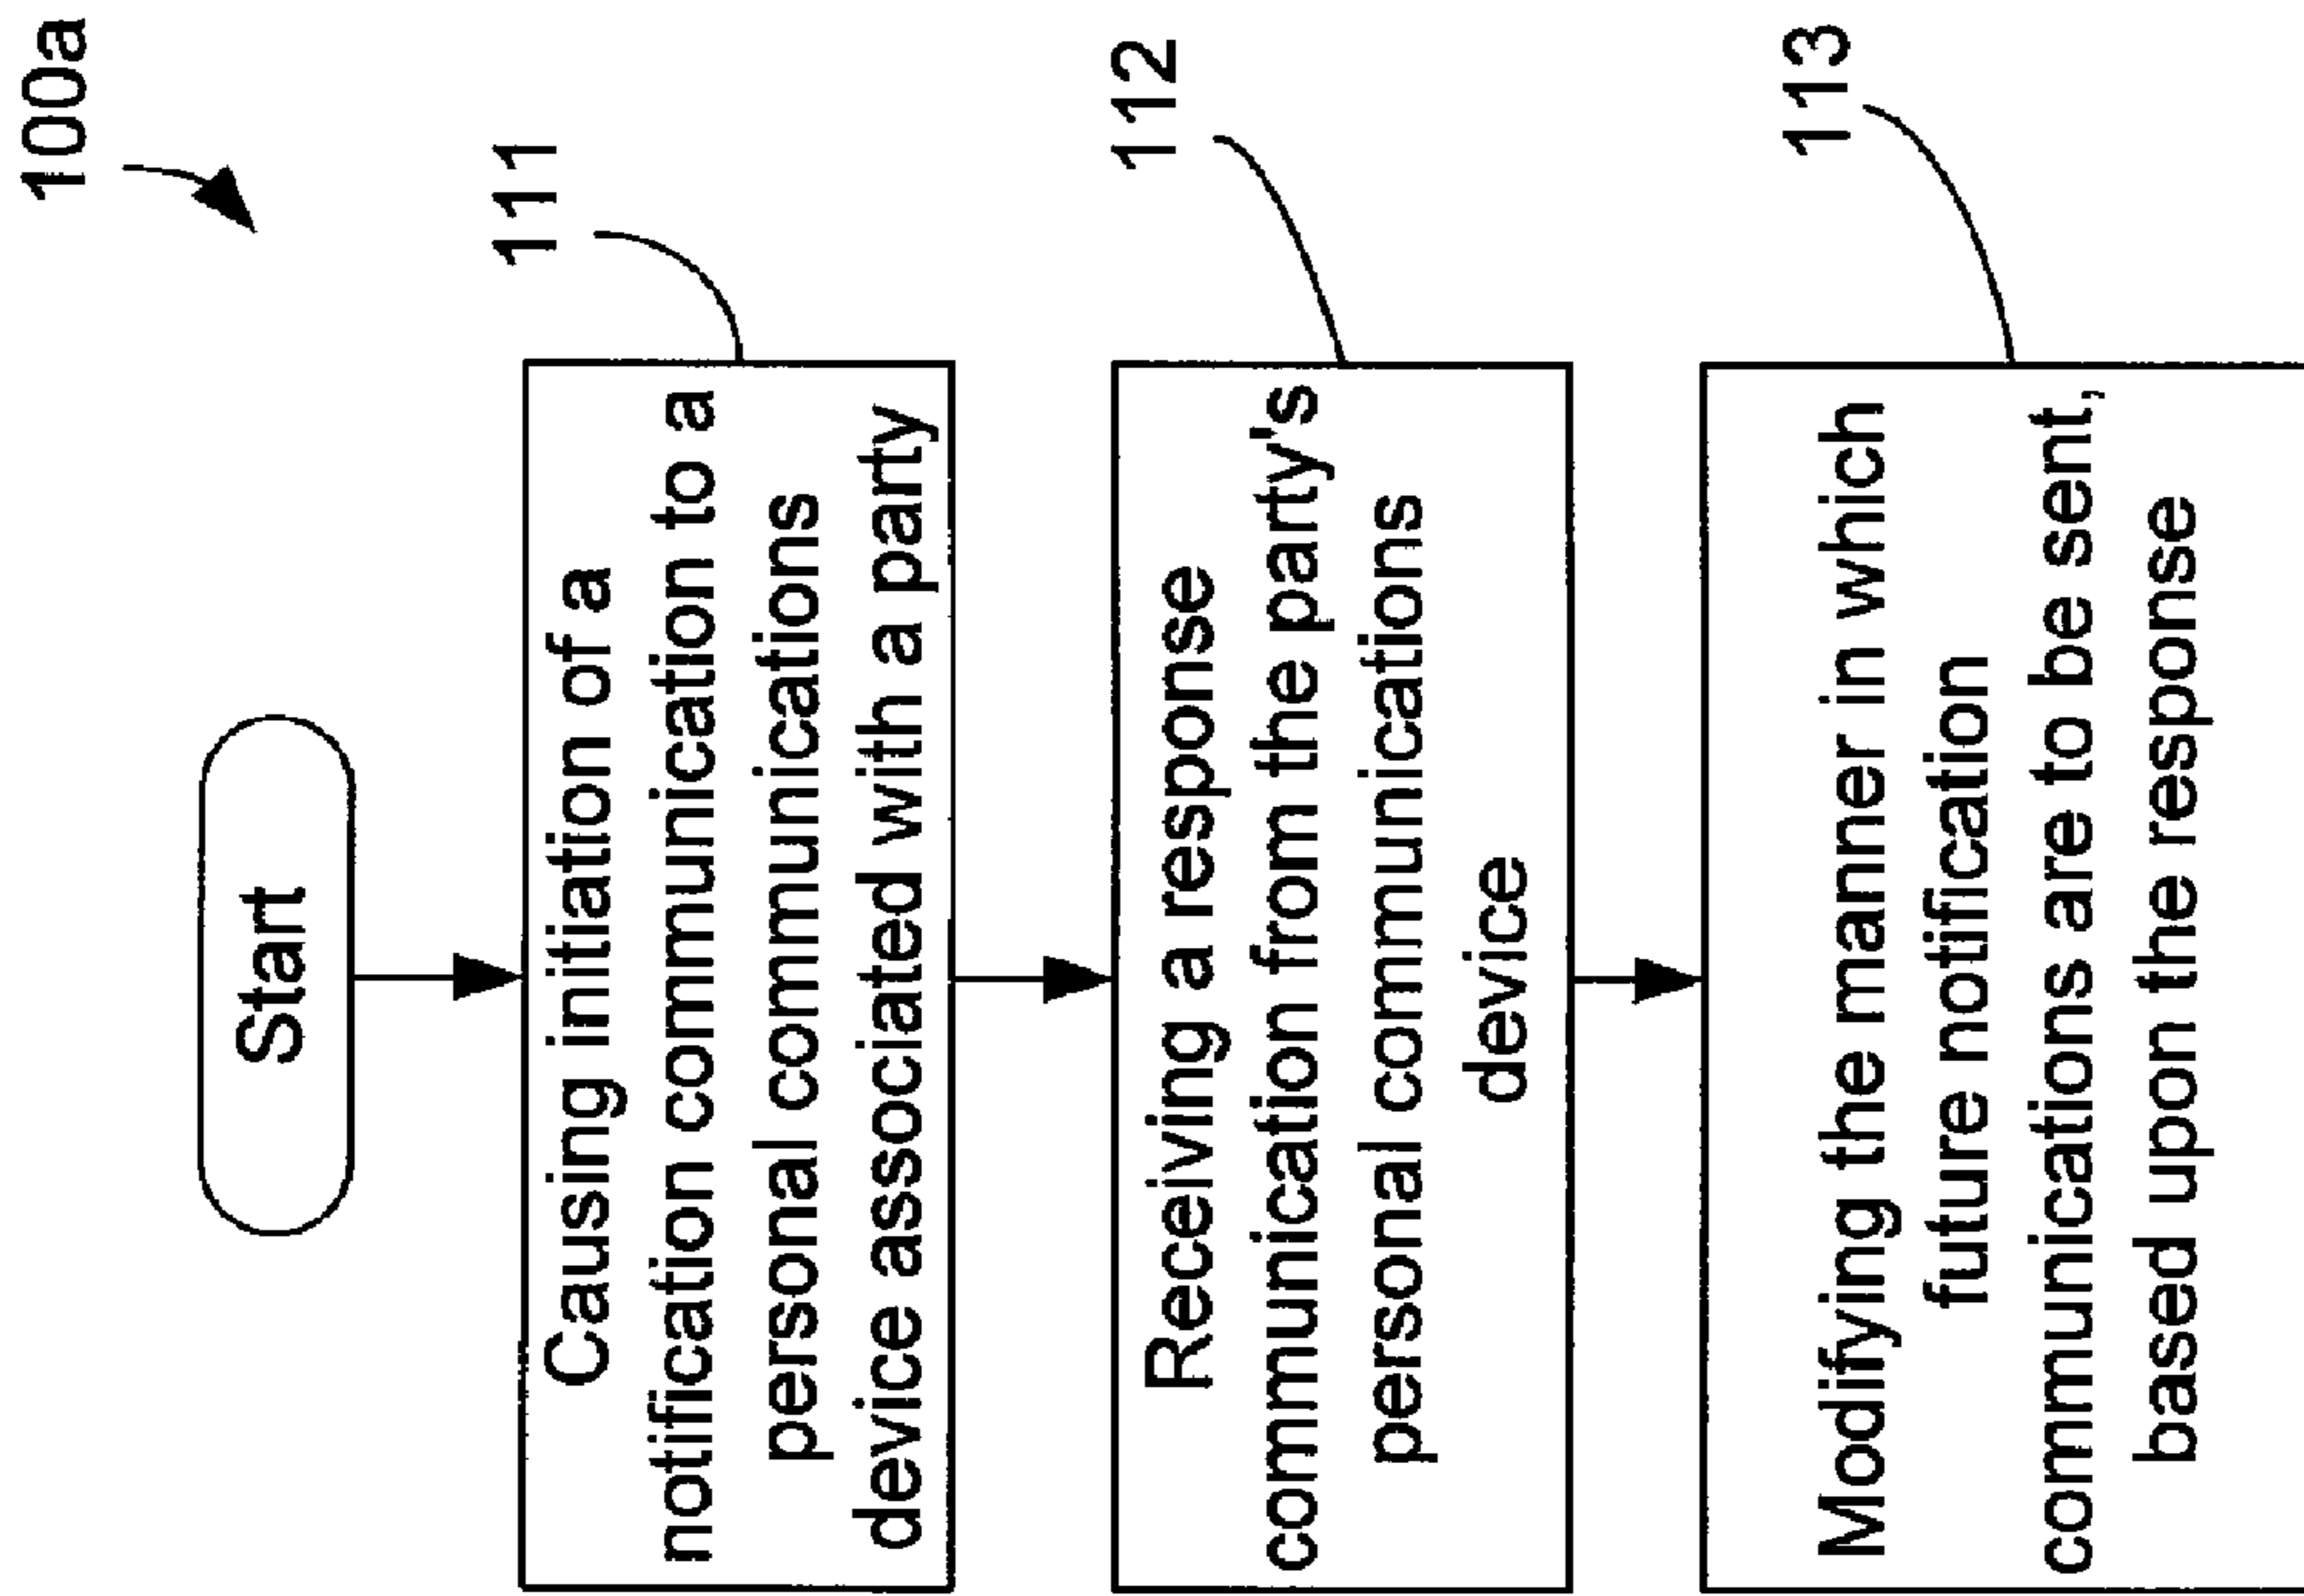 100a
Start
111
Causing initiation of a
notification communication to a
personal communications
device associated with a party
112
Receiving a response
communication from the party's
personal communications
device
113
Modifying the manner in which
future notification
communications are to be sent,
based upon the response